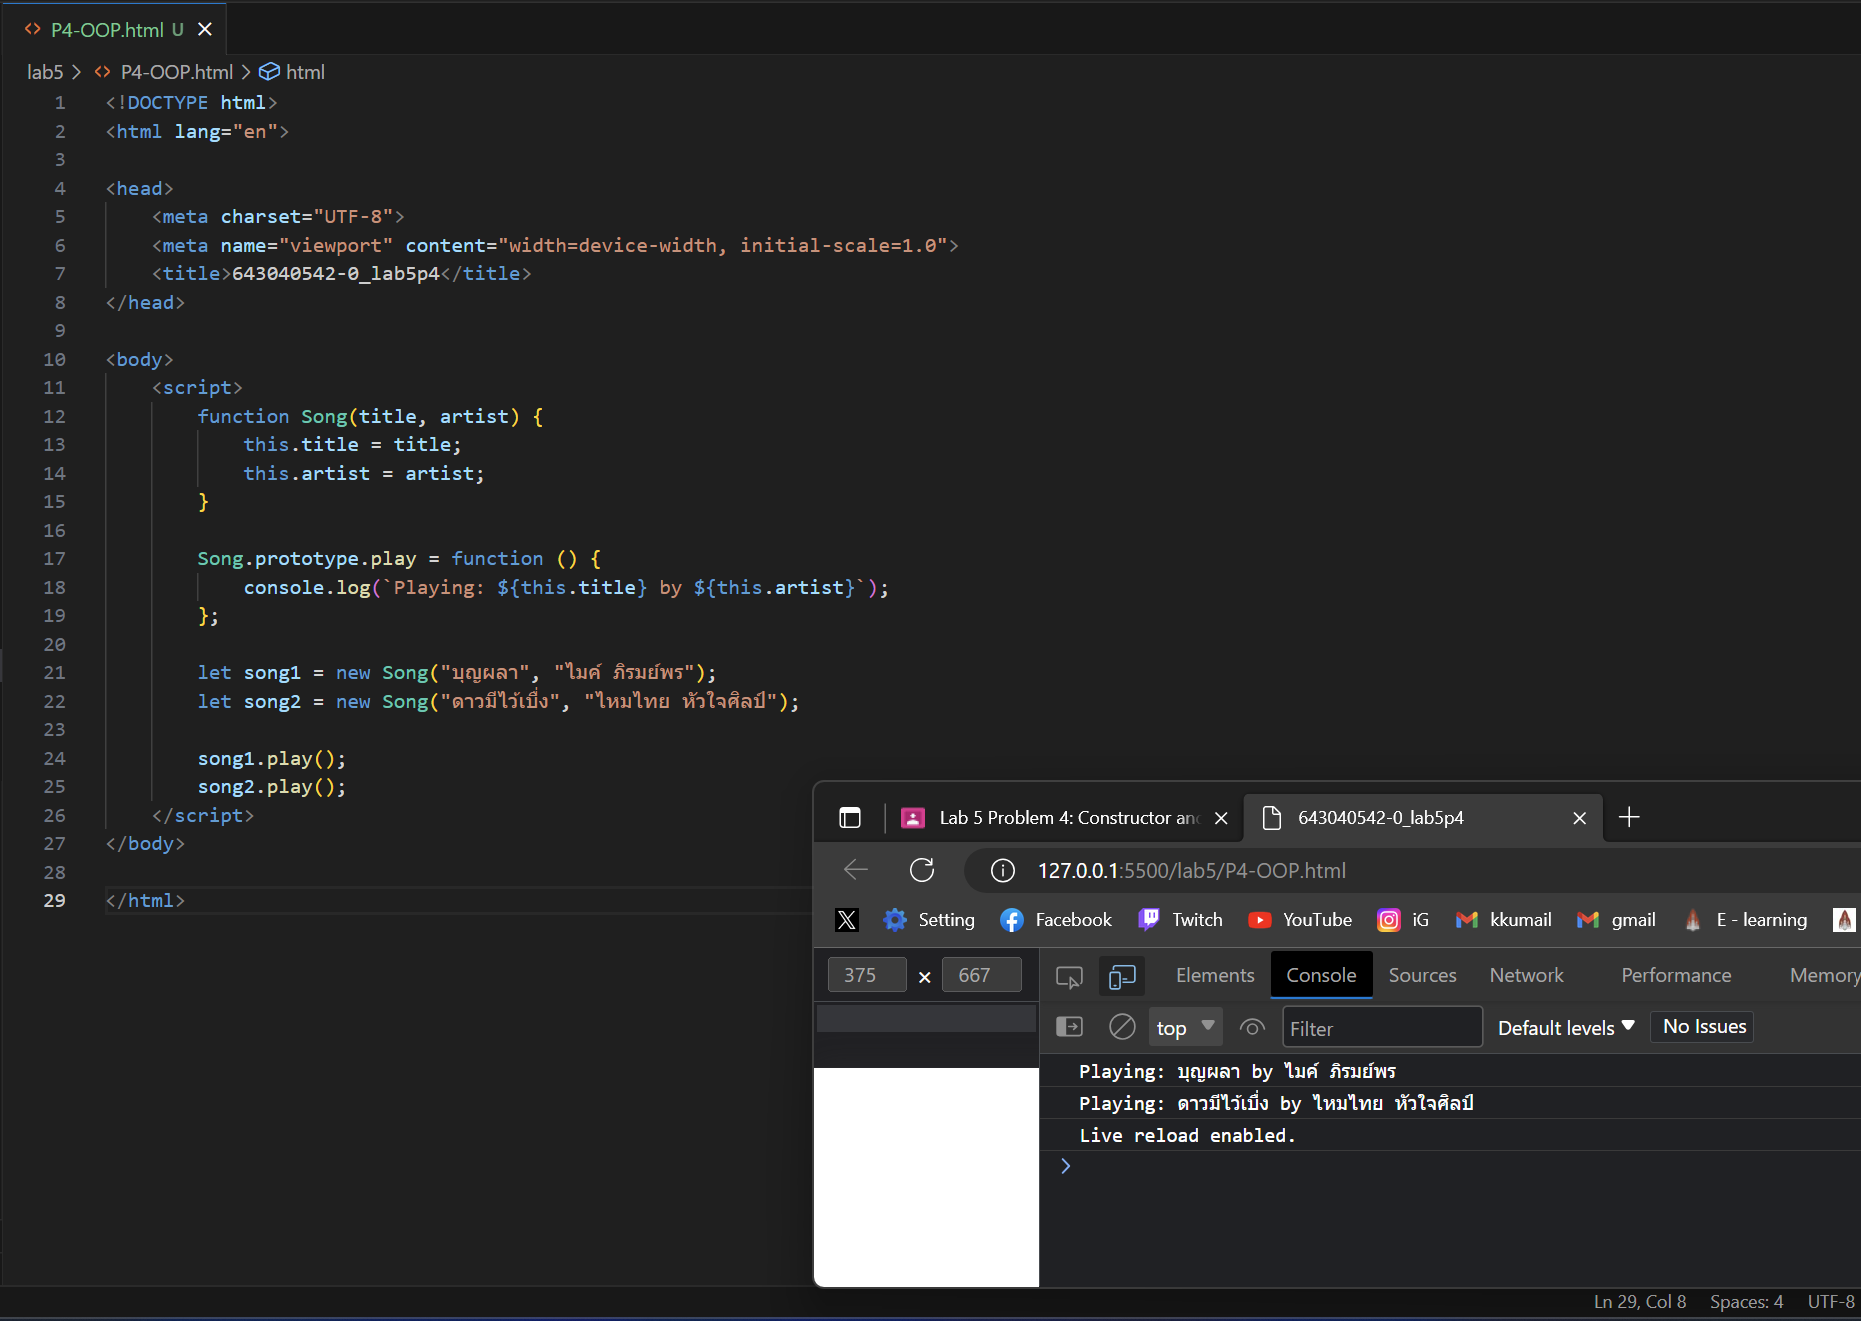 P4-OOP.html U
lab5 > P4-OOP.html > html
1 <!DOCTYPE html>
2 <html lang="en">
3
4 <head>
5     <meta charset="UTF-8">
6     <meta name="viewport" content="width=device-width, initial-scale=1.0">
7     <title>643040542-0_lab5p4</title>
8 </head>
9
10 <body>
11     <script>
12         function Song(title, artist) {
13             this.title = title;
14             this.artist = artist;
15         }
16
17         Song.prototype.play = function () {
18             console.log(`Playing: ${this.title} by ${this.artist}`);
19         };
20
21         let song1 = new Song("บุญผลา", "ไมค์ ภิรมย์พร");
22         let song2 = new Song("ดาวมีไว้เบิ่ง", "ไหมไทย หัวใจศิลป์");
23
24         song1.play();
25         song2.play();
26     </script>
27 </body>
28
29 </html>
Lab 5 Problem 4: Constructor and
643040542-0_lab5p4
127.0.0.1:5500/lab5/P4-OOP.html
Setting Facebook Twitch YouTube iG kkumail gmail E - learning
375 × 667
Elements Console Sources Network Performance Memory
top Filter Default levels No Issues
Playing: บุญผลา by ไมค์ ภิรมย์พร
Playing: ดาวมีไว้เบิ่ง by ไหมไทย หัวใจศิลป์
Live reload enabled.
Ln 29, Col 8 Spaces: 4 UTF-8